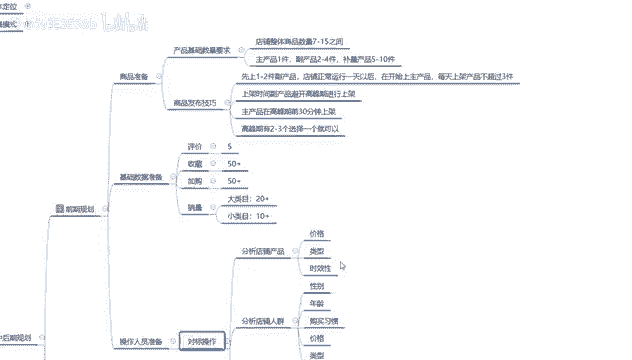 定位
模式
产品基础数量要求
店铺整体商品数量7-15之间
主产品1件，副产品2-4件，补量产品5-10件
商品准备
先上1-2件副产品，店铺正常运行一天以后，在开始上主产品，每天上架产品不超过3件
商品发布技巧
上架时间副产品避开高峰期进行上架
主产品在高峰期前30分钟上架
高峰期有2-3个选择一个就可以
评价
5
收藏
50+
基础数据准备
加购
50+
销量
大类目：20+
小类目：10+
前期规划
价格
分析店铺产品
类型
时效性
性别
年龄
分析店铺人群
购买习惯
中后期规划
操作人员准备
对标操作
价格
类型